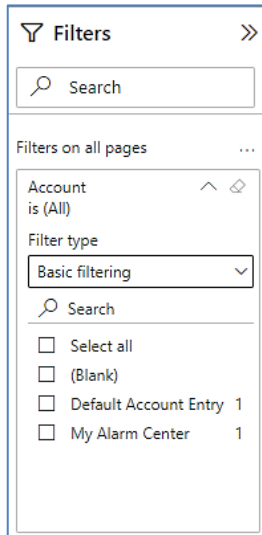 Filters
Search
Filters on all pages ...
Account
is (All)
Filter type
Basic filtering
Search
Select all
(Blank)
Default Account Entry 1
My Alarm Center 1